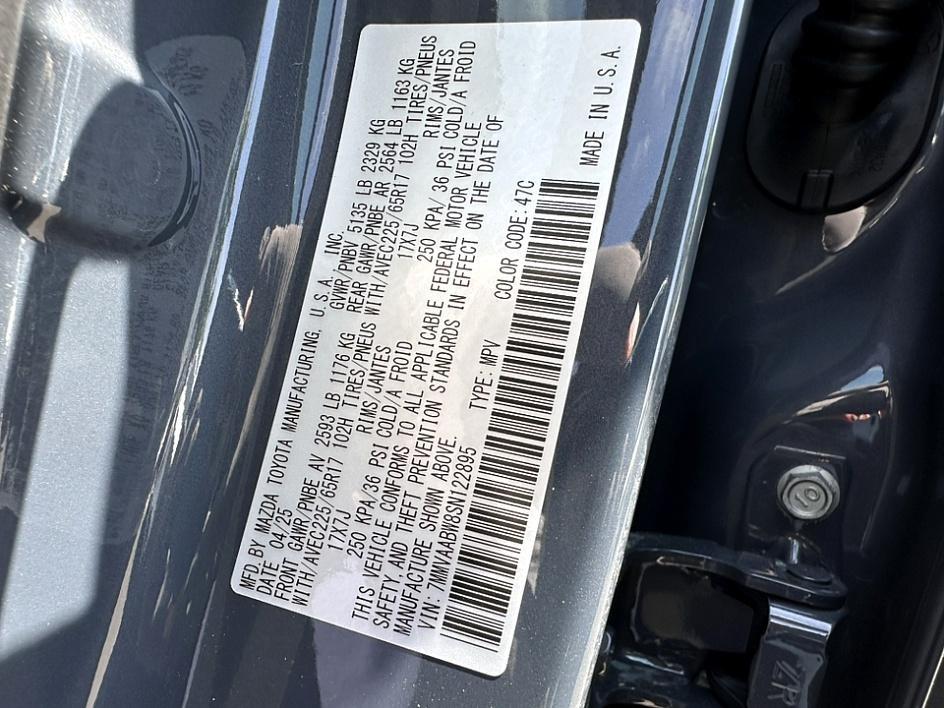 MFD.BY MAZDA TOYOTA MANUFACTURING, U.S.A., INC.
DATE 04/25 GVWR/PNBV 5135 LB 2329 KG
FRONT GAWR/PNBE AV 2593 LB 1176 KG REAR GAWR/PNBE AR 2564 LB 1163 KG
WITH/AVEC225/65R17 102H TIRES/PNEUS WITH/AVEC225/65R17 102H TIRES/PNEUS
17X7J RIMS/JANTES 17X7J RIMS/JANTES
250 KPA/36 PSI COLD/A FROID 250 KPA/ 36 PSI COLD/A FROID
THIS VEHICLE CONFORMS TO ALL APPLICABLE FEDERAL MOTOR VEHICLE
SAFETY, AND THEFT PREVENTION STANDARDS IN EFFECT ON THE DATE OF
MANUFACTURE SHOWN ABOVE.
VIN: 7MMVAABW8SN122895 TYPE: MPV COLOR CODE: 47C
MADE IN U.S.A.